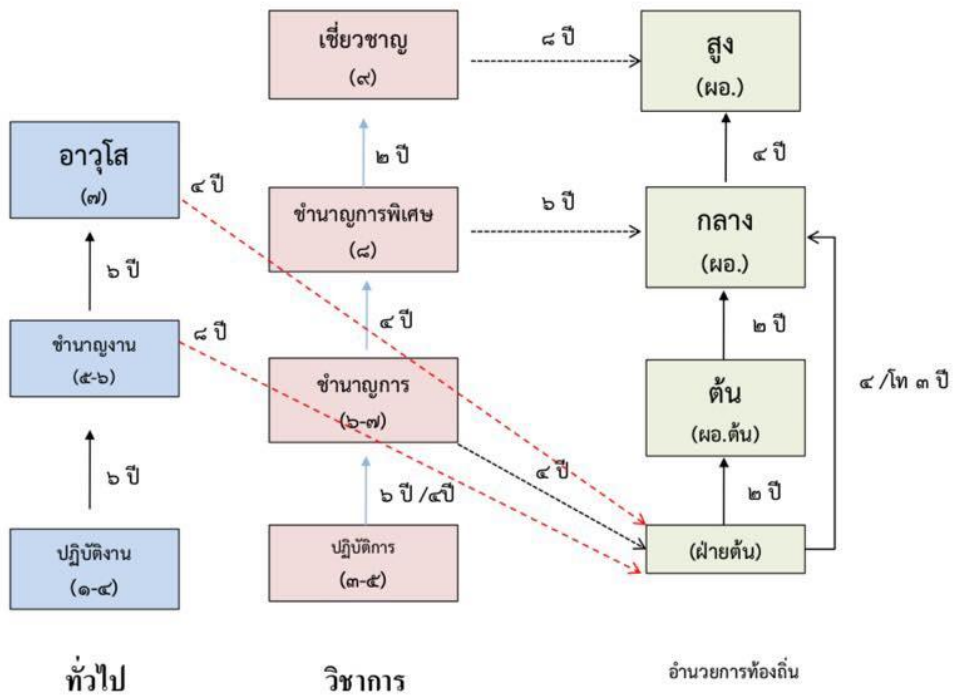 เชี่ยวชาญ
(๙)
๘ ปี
สูง
(ผอ.)
อาวุโส
(๗)
๔ ปี
๒ ปี
๔ ปี
ชำนาญการพิเศษ
(๘)
๖ ปี
กลาง
(ผอ.)
๖ ปี
ชำนาญงาน
(๕-๖)
๘ ปี
๔ ปี
๒ ปี
ชำนาญการ
(๖-๗)
ต้น
(ผอ.ต้น)
๔ /โท ๓ ปี
๖ ปี
๖ ปี /๔ปี
๔ ปี
๒ ปี
ปฏิบัติงาน
(๑-๔)
ปฏิบัติการ
(๓-๕)
(ฝ่ายต้น)
ทั่วไป
วิชาการ
อำนวยการท้องถิ่น